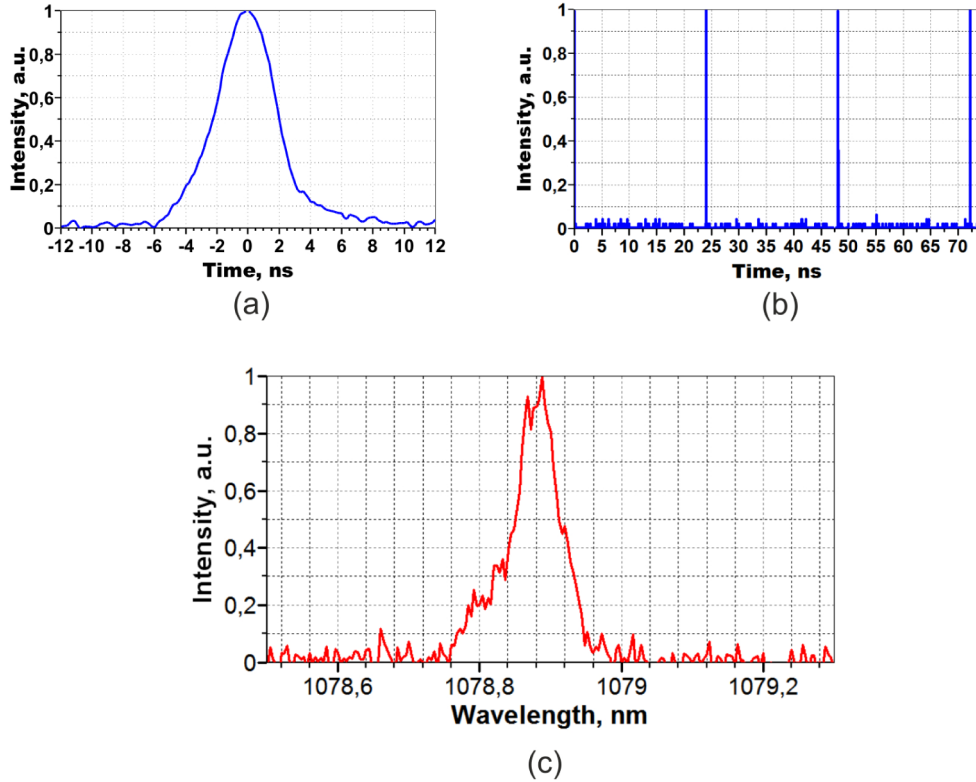 Intensity, a.u.
1
0,8
0,6
0,4
0,2
0
-12 -10 -8 -6 -4 -2 0 2 4 6 8 10 12
Time, ns
(a)
Intensity, a.u.
1
0,8
0,6
0,4
0,2
0
0 5 10 15 20 25 30 35 40 45 50 55 60 65 70
Time, ns
(b)
Intensity, a.u.
1
0,8
0,6
0,4
0,2
0
1078,6 1078,8 1079 1079,2
Wavelength, nm
(c)